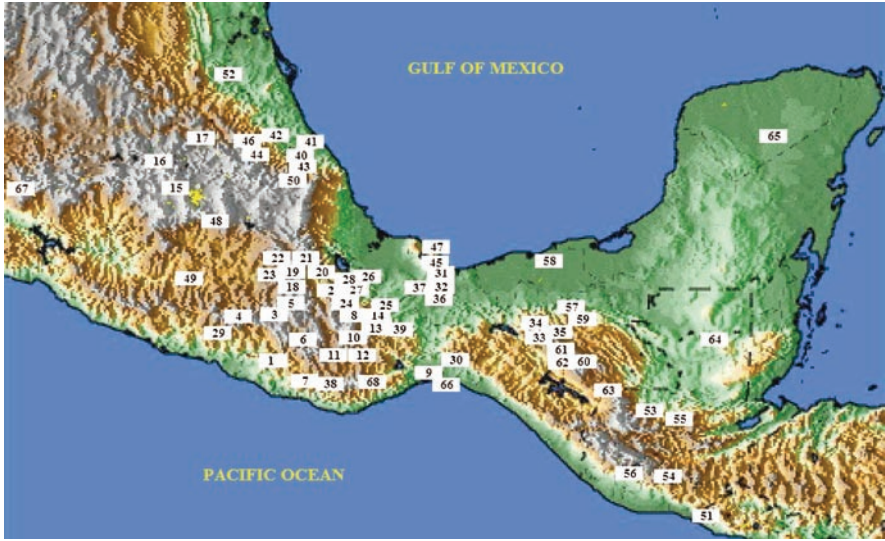 GULF OF MEXICO
52
17 46 42 41
44 40
16 43
65
15 50
67
48
47
22 21 45 58
23 19 20 26 31
49 18 28 37 32
2 27 36
5 24 25 57
4 3 8 14 34 59
29 13 39 33 35
6 10 64
1 11 12 30 61
62 60
7 38 68 9 66
63
53 55
PACIFIC OCEAN
56 54
51